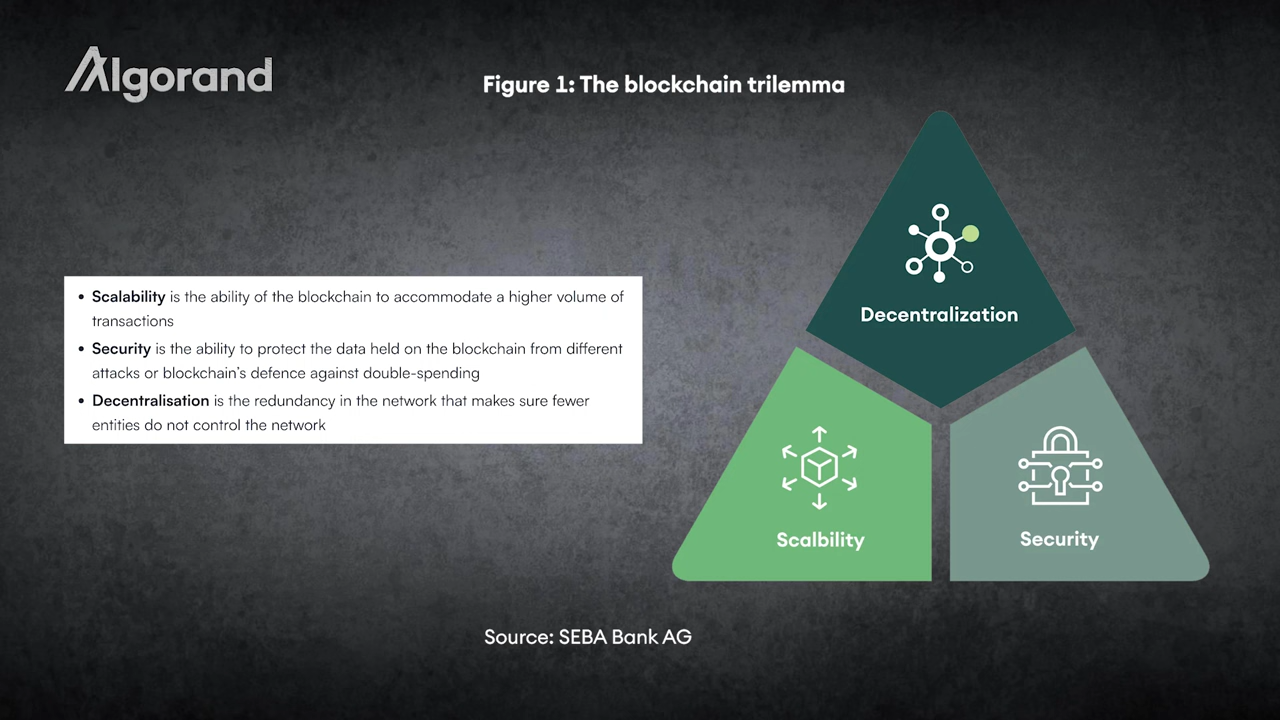 Algorand
Figure 1: The blockchain trilemma
• Scalability is the ability of the blockchain to accommodate a higher volume of
transactions
• Security is the ability to protect the data held on the blockchain from different
attacks or blockchain's defence against double-spending
• Decentralisation is the redundancy in the network that makes sure fewer
entities do not control the network
Decentralization
Scalbility
Security
Source: SEBA Bank AG